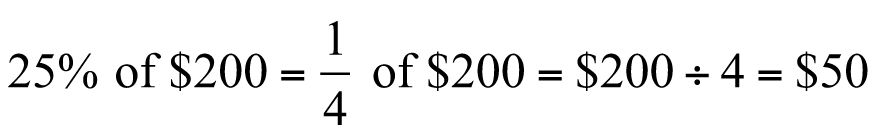 25% of $200 = 1/4 of $200 = $200 ÷ 4 = $50